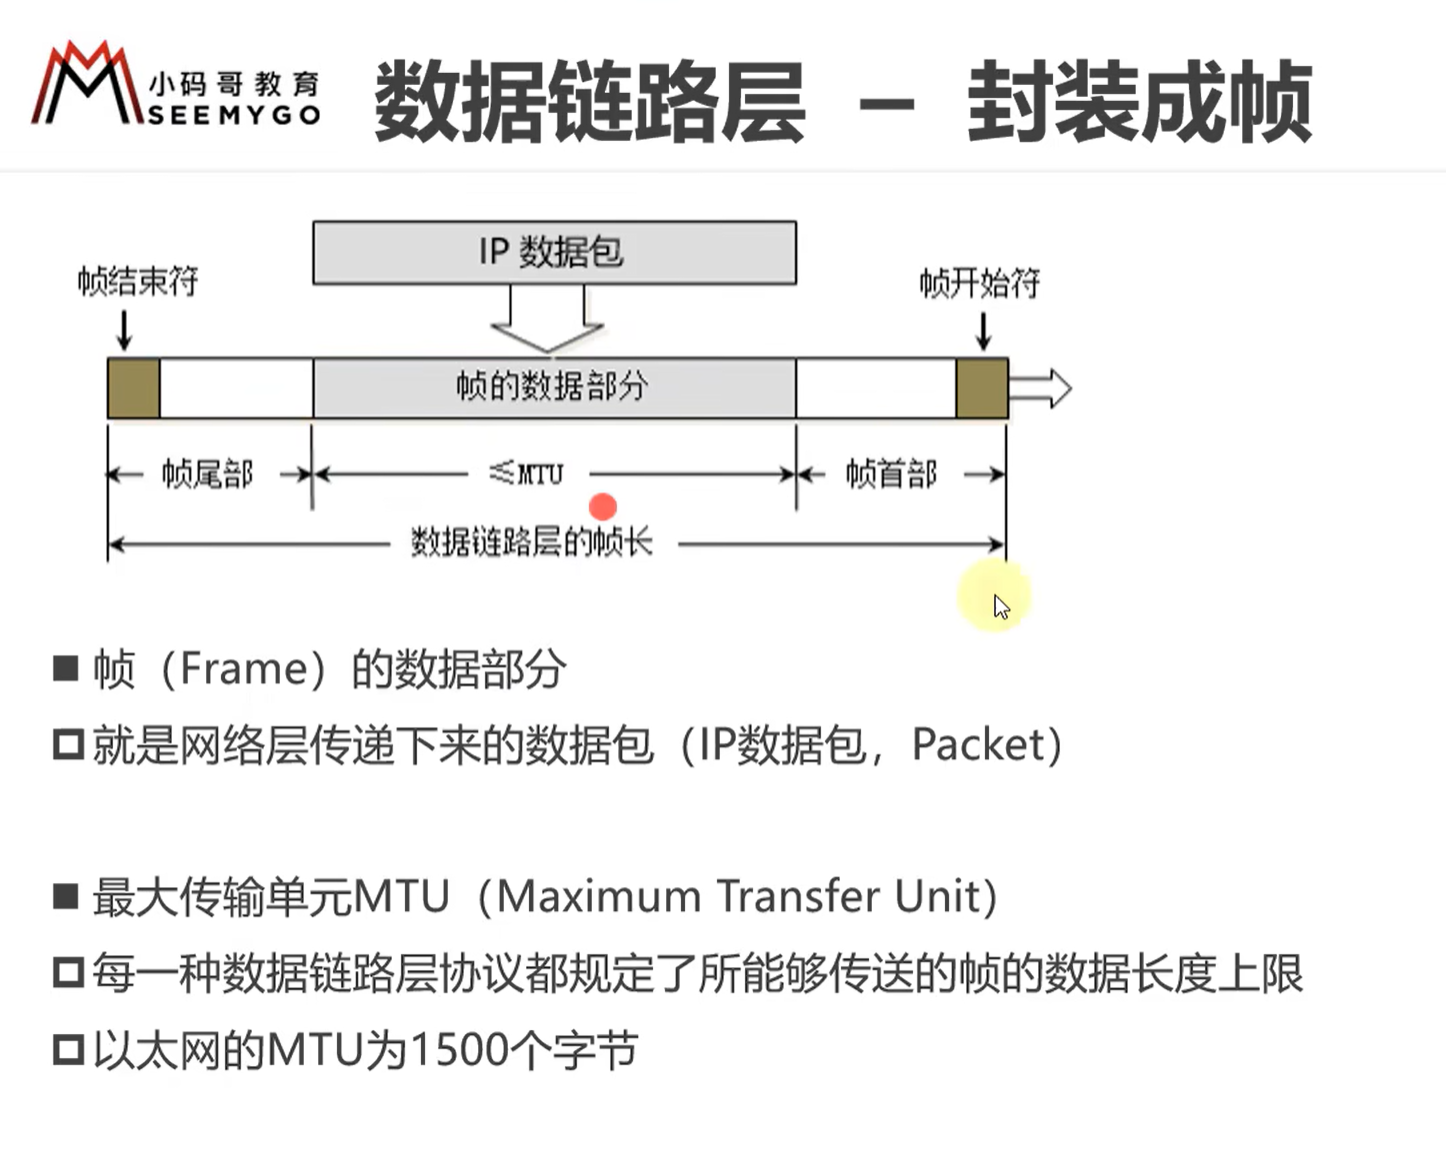 小码哥教育
SEEMYGO
数据链路层 – 封装成帧
IP 数据包
帧结束符
帧开始符
帧的数据部分
帧尾部
≤MTU
帧首部
数据链路层的帧长
帧（Frame）的数据部分
就是网络层传递下来的数据包（IP数据包，Packet）
最大传输单元MTU（Maximum Transfer Unit）
每一种数据链路层协议都规定了所能够传送的帧的数据长度上限
以太网的MTU为1500个字节